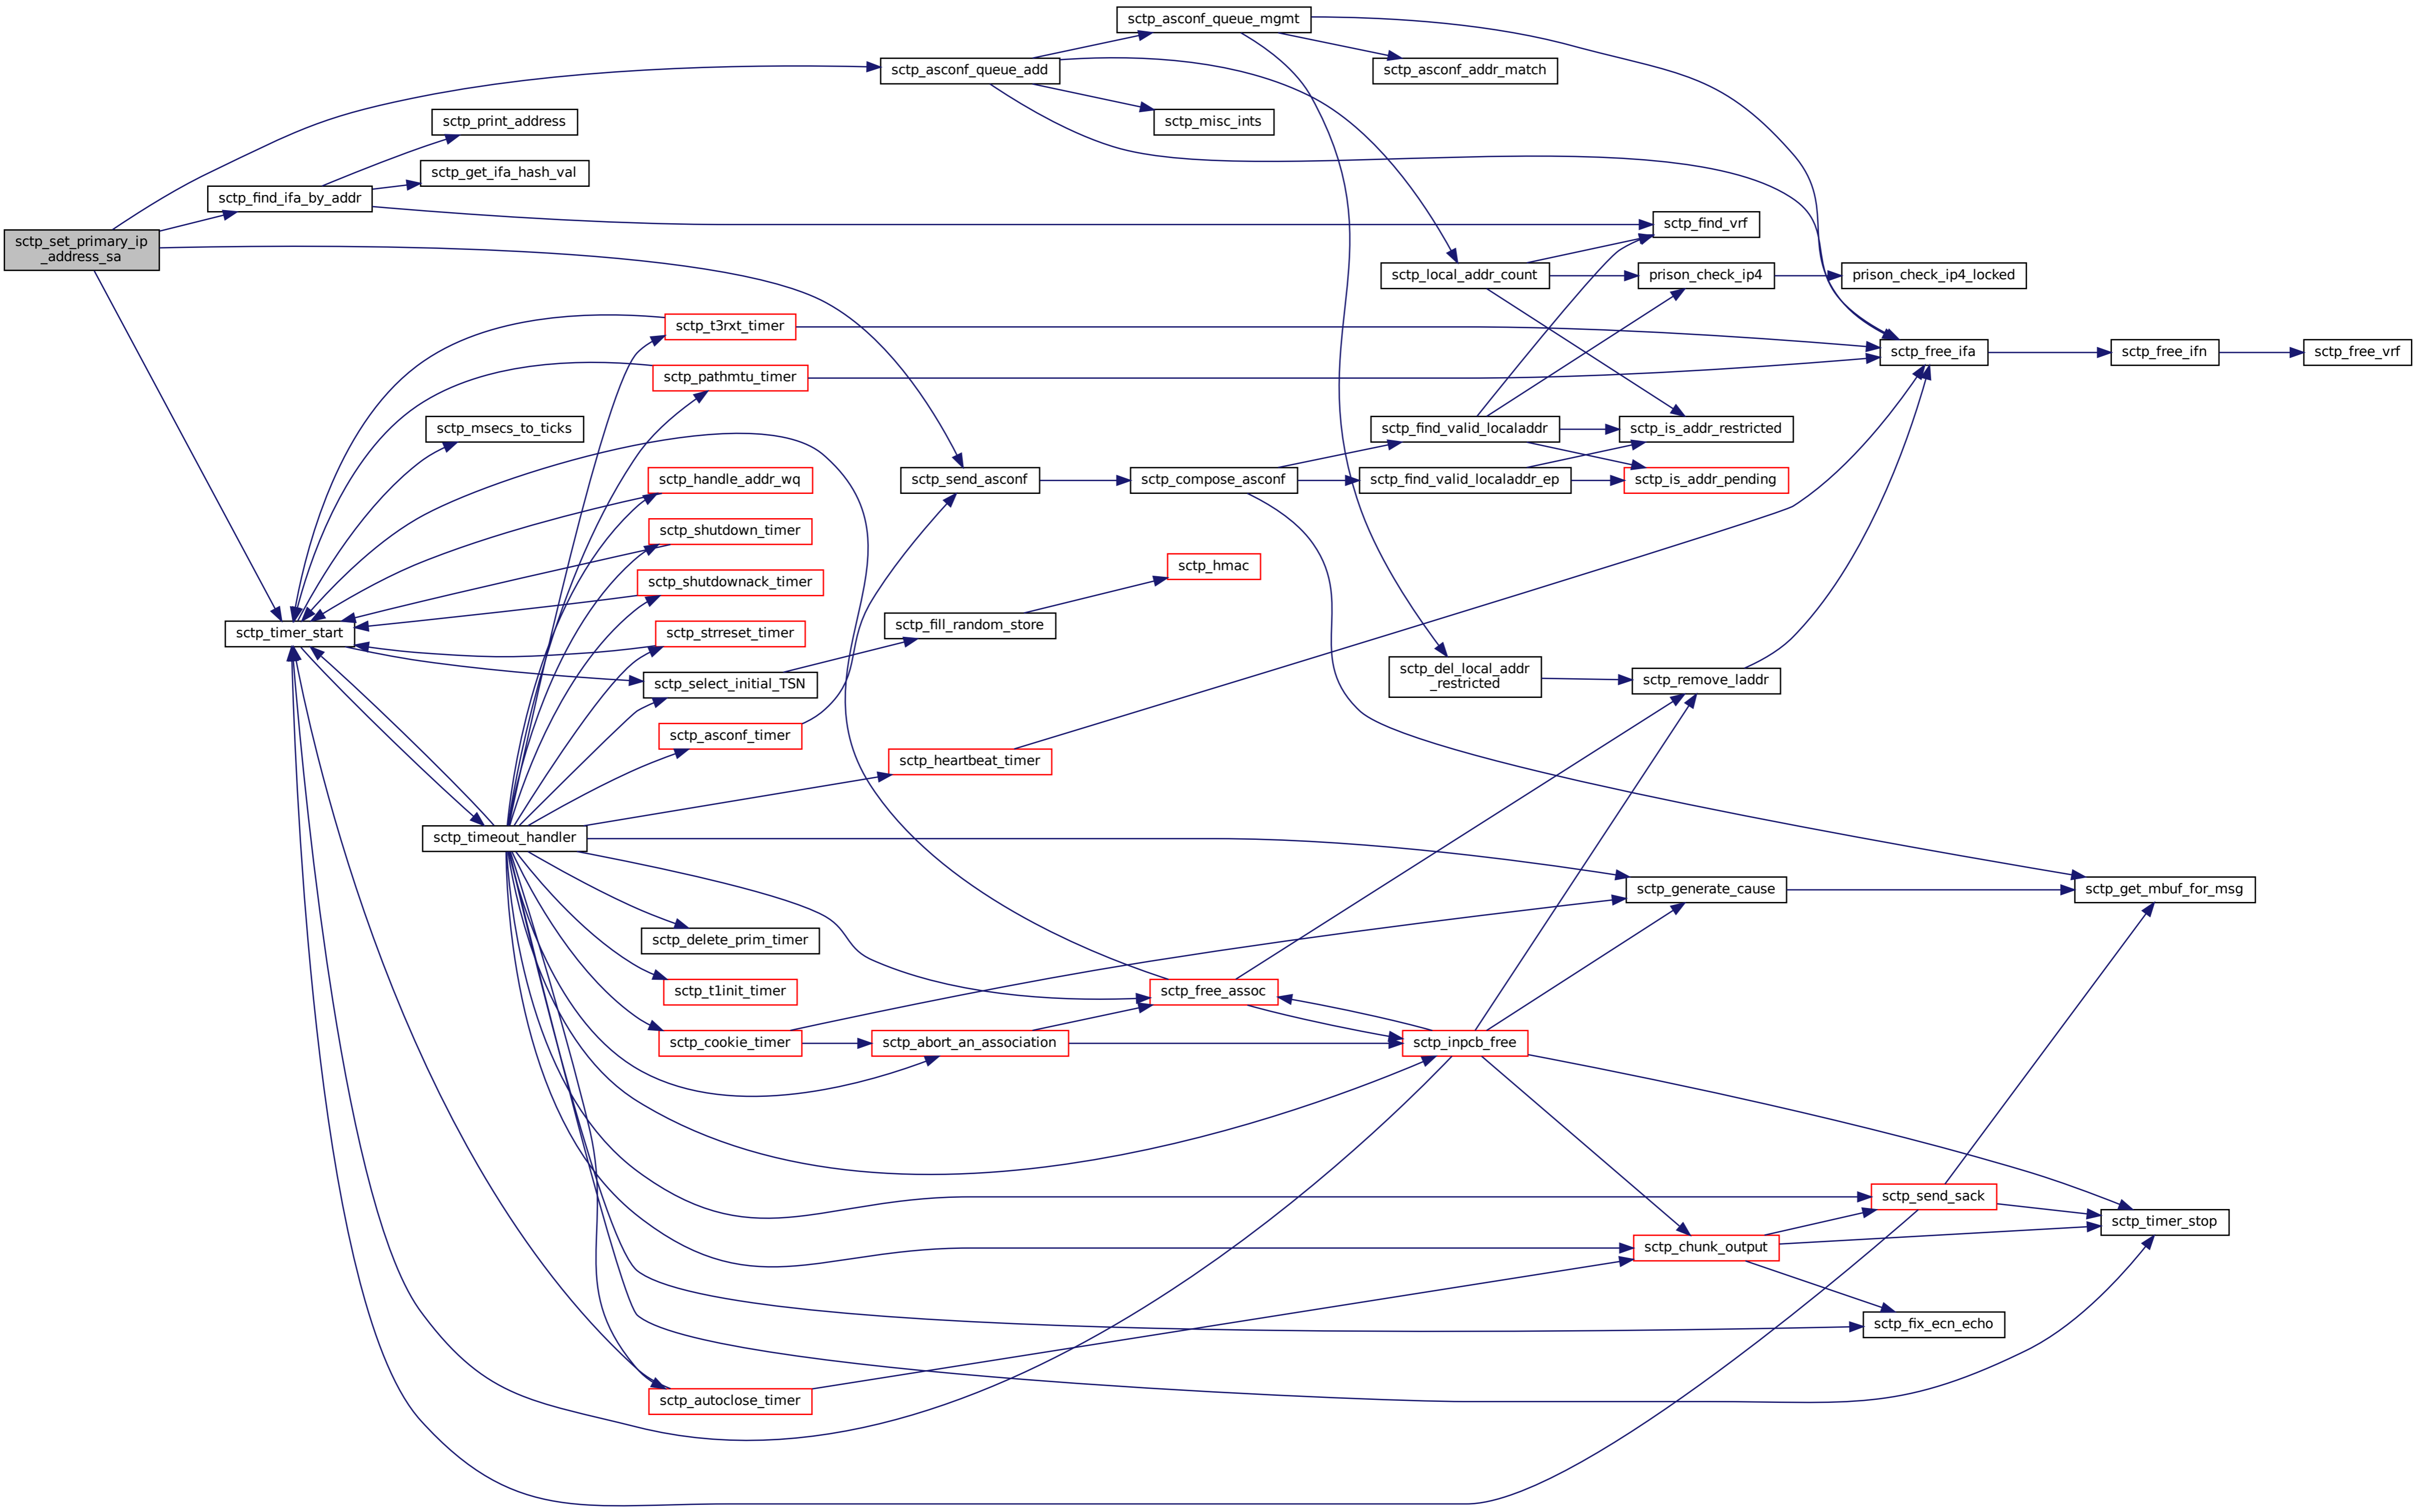 sctp_asconf_queue_mgmt
sctp_asconf_queue_add
sctp_asconf_addr_match
sctp_print_address
sctp_misc_ints
sctp_get_ifa_hash_val
sctp_find_ifa_by_addr
sctp_find_vrf
sctp_set_primary_ip
_address_sa
sctp_local_addr_count
prison_check_ip4
prison_check_ip4_locked
sctp_t3rxt_timer
sctp_free_ifa
sctp_free_ifn
sctp_free_vrf
sctp_pathmtu_timer
sctp_msecs_to_ticks
sctp_find_valid_localaddr
sctp_is_addr_restricted
sctp_handle_addr_wq
sctp_send_asconf
sctp_compose_asconf
sctp_find_valid_localaddr_ep
sctp_is_addr_pending
sctp_shutdown_timer
sctp_hmac
sctp_shutdownack_timer
sctp_timer_start
sctp_strreset_timer
sctp_fill_random_store
sctp_select_initial_TSN
sctp_del_local_addr
_restricted
sctp_remove_laddr
sctp_asconf_timer
sctp_heartbeat_timer
sctp_timeout_handler
sctp_generate_cause
sctp_get_mbuf_for_msg
sctp_delete_prim_timer
sctp_t1init_timer
sctp_free_assoc
sctp_cookie_timer
sctp_abort_an_association
sctp_inpcb_free
sctp_send_sack
sctp_timer_stop
sctp_chunk_output
sctp_fix_ecn_echo
sctp_autoclose_timer